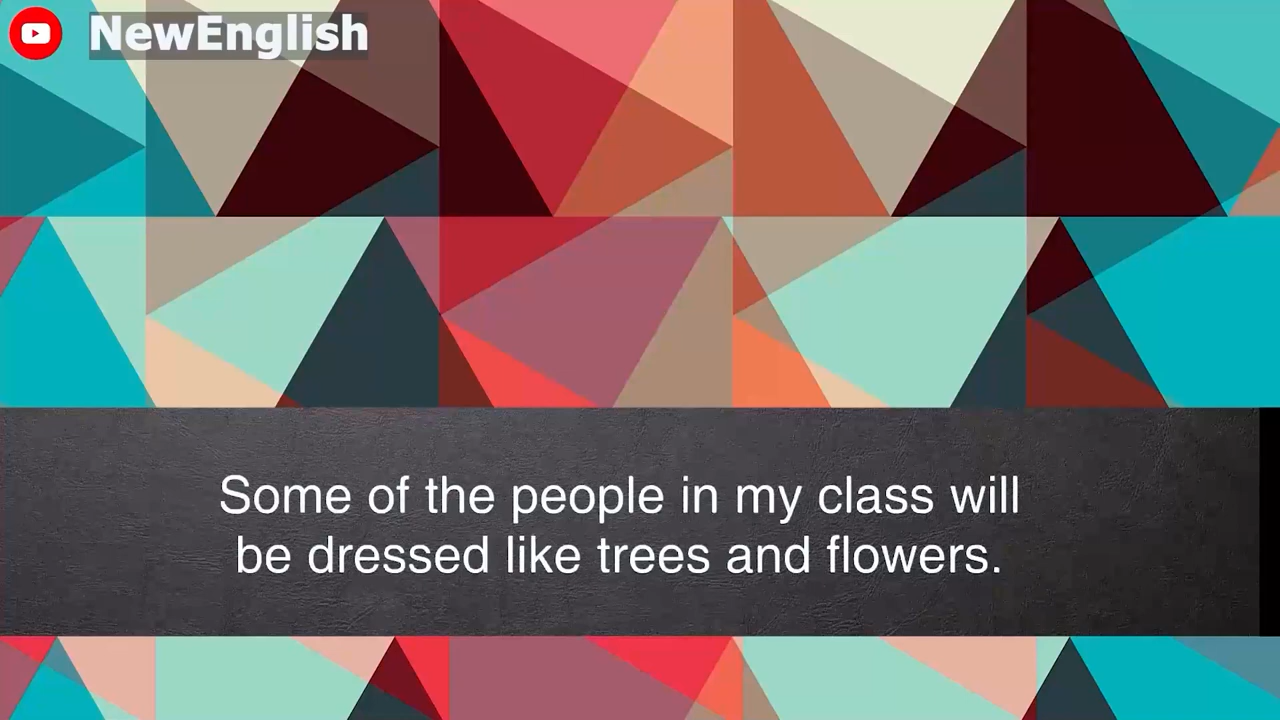 NewEnglish
Some of the people in my class will
be dressed like trees and flowers.